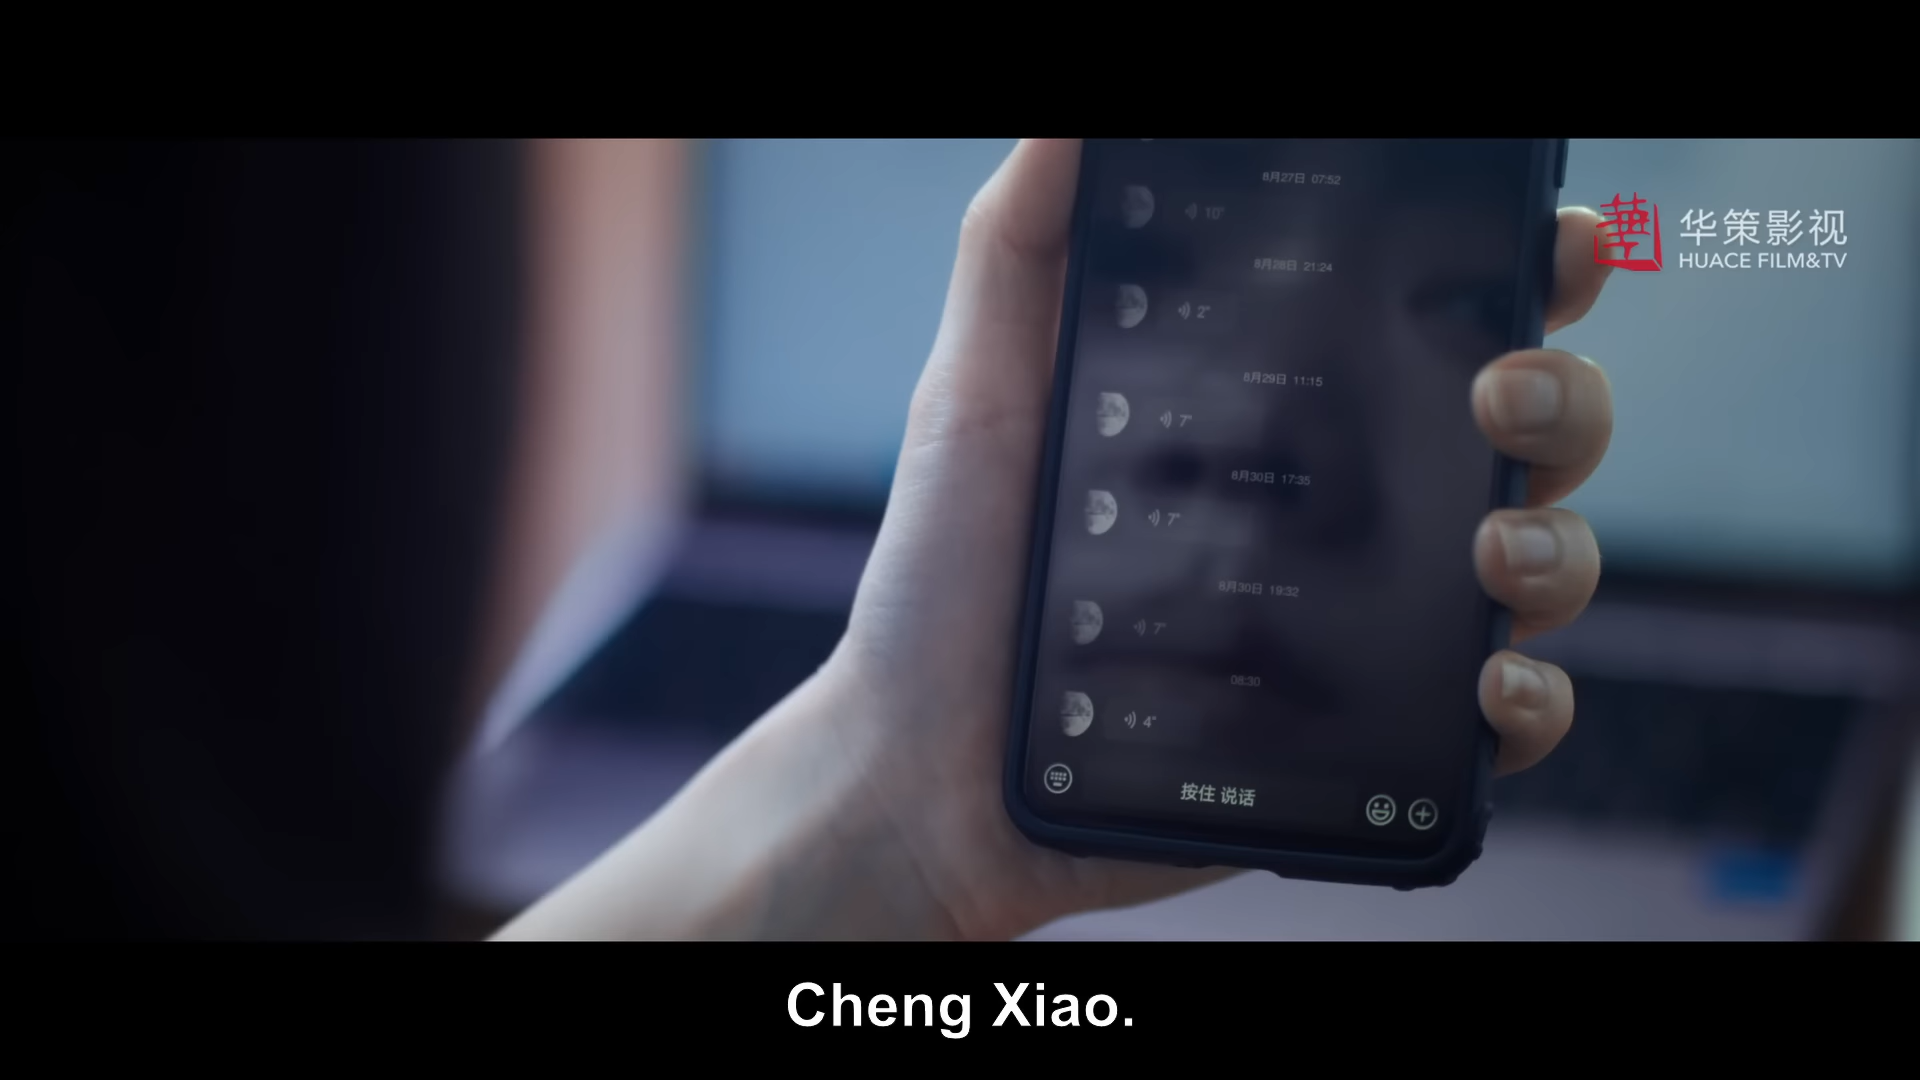 8月27日 07:52
10"
8月28日 21:24
2"
8月29日 11:15
7"
8月30日 17:35
7"
8月30日 19:32
7"
08:30
4"
按住 说话
华策影视
HUACE FILM&TV
Cheng Xiao.